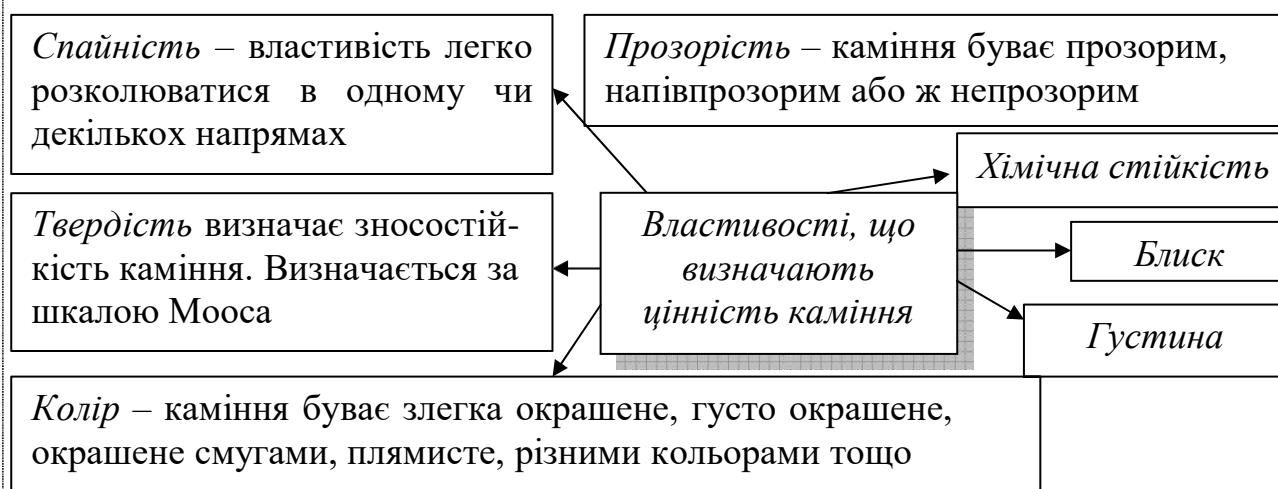 Спайність – властивість легко
розколюватися в одному чи
декількох напрямах
Прозорість – каміння буває прозорим,
напівпрозорим або ж непрозорим
Хімічна стійкість
Твердість визначає зносостій-
кість каміння. Визначається за
шкалою Мооса
Властивості, що
визначають
цінність каміння
Блиск
Густина
Колір – каміння буває злегка окрашене, густо окрашене,
окрашене смугами, плямисте, різними кольорами тощо